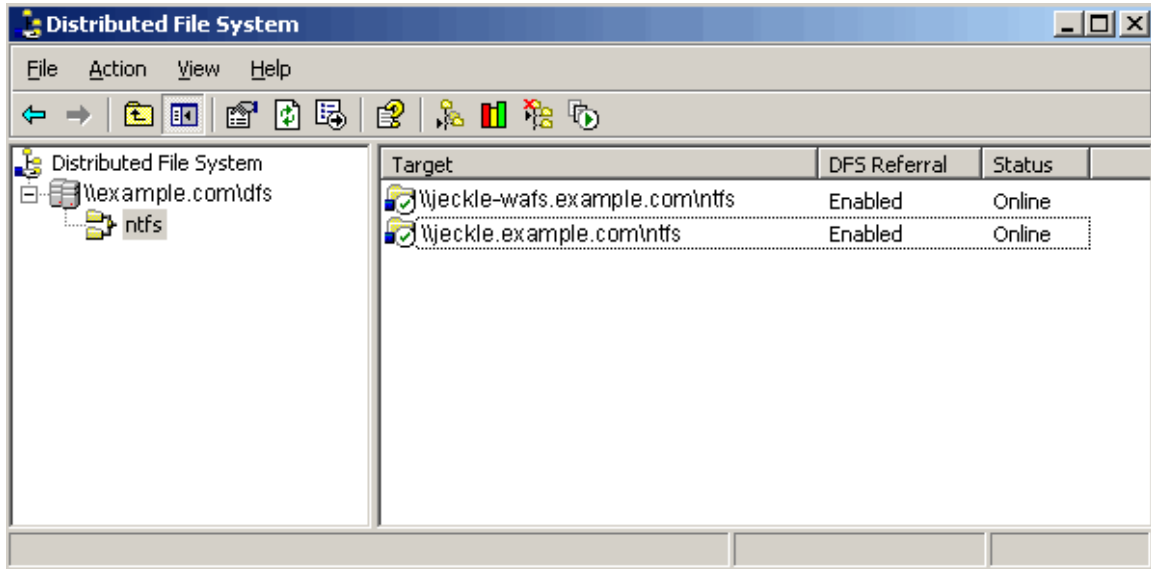 Distributed File System
File Action View Help
Distributed File System
\\example.com\dfs
ntfs
Target DFS Referral Status
\\jeckle-wafs.example.com\ntfs Enabled Online
\\jeckle.example.com\ntfs Enabled Online